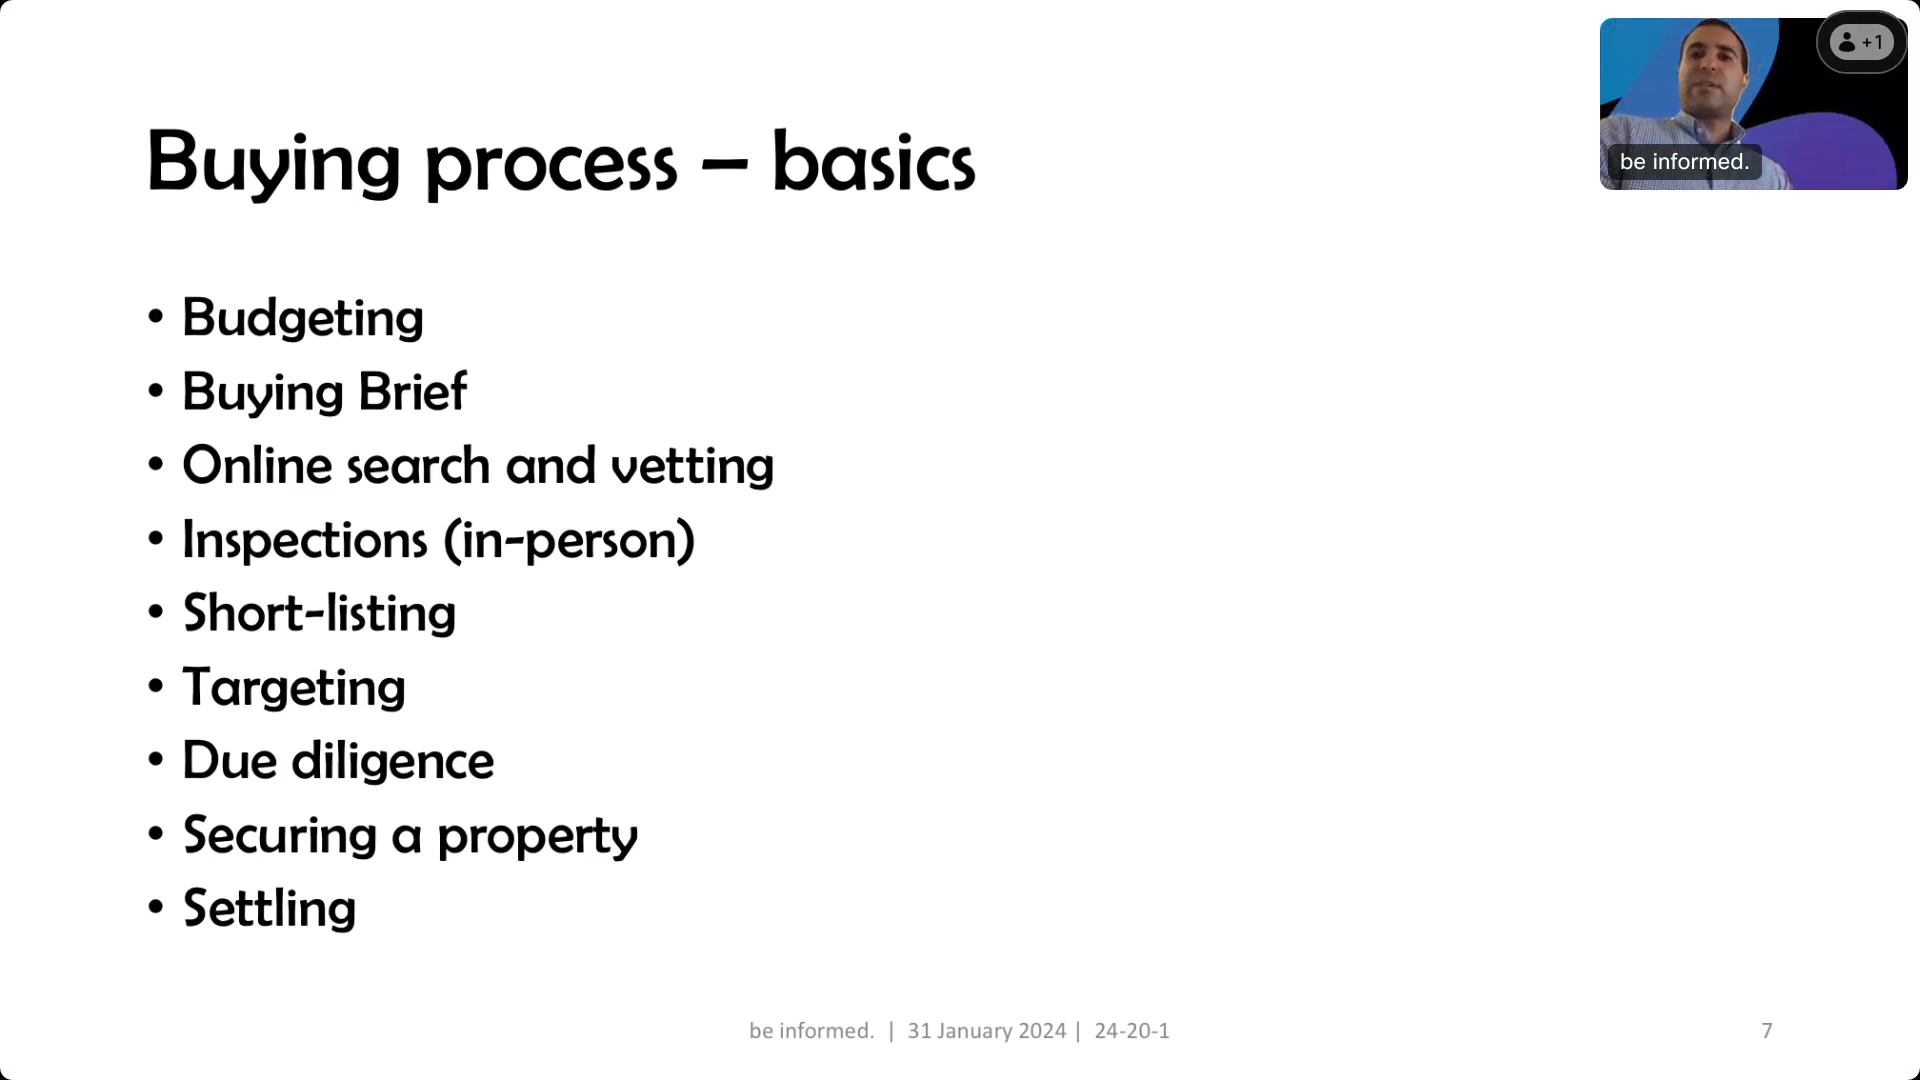 +1
be informed.
Buying process – basics
• Budgeting
• Buying Brief
• Online search and vetting
• Inspections (in-person)
• Short-listing
• Targeting
• Due diligence
• Securing a property
• Settling
be informed. | 31 January 2024 | 24-20-1
7